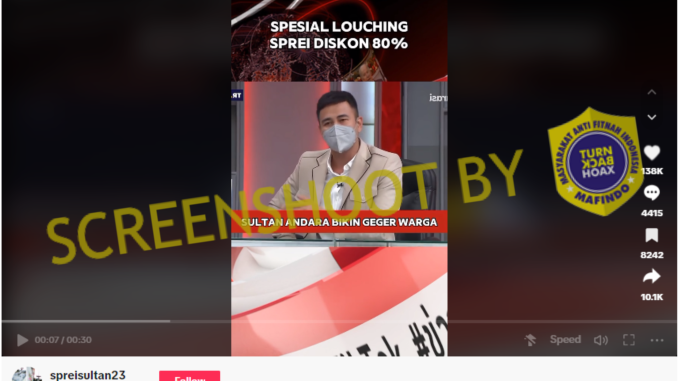 SPESIAL LOUCHING
SPREI DISKON 80%
SULTAN ANDARA BIKIN GEGER WARGA
SCREENSHOOT BY
MASYARAKAT ANTI FITNAH INDONESIA
TURN
BACK
HOAX
MAFINDO
138K
4415
8242
10.1K
00:07 / 00:30
Speed
spreisultan23
Follow